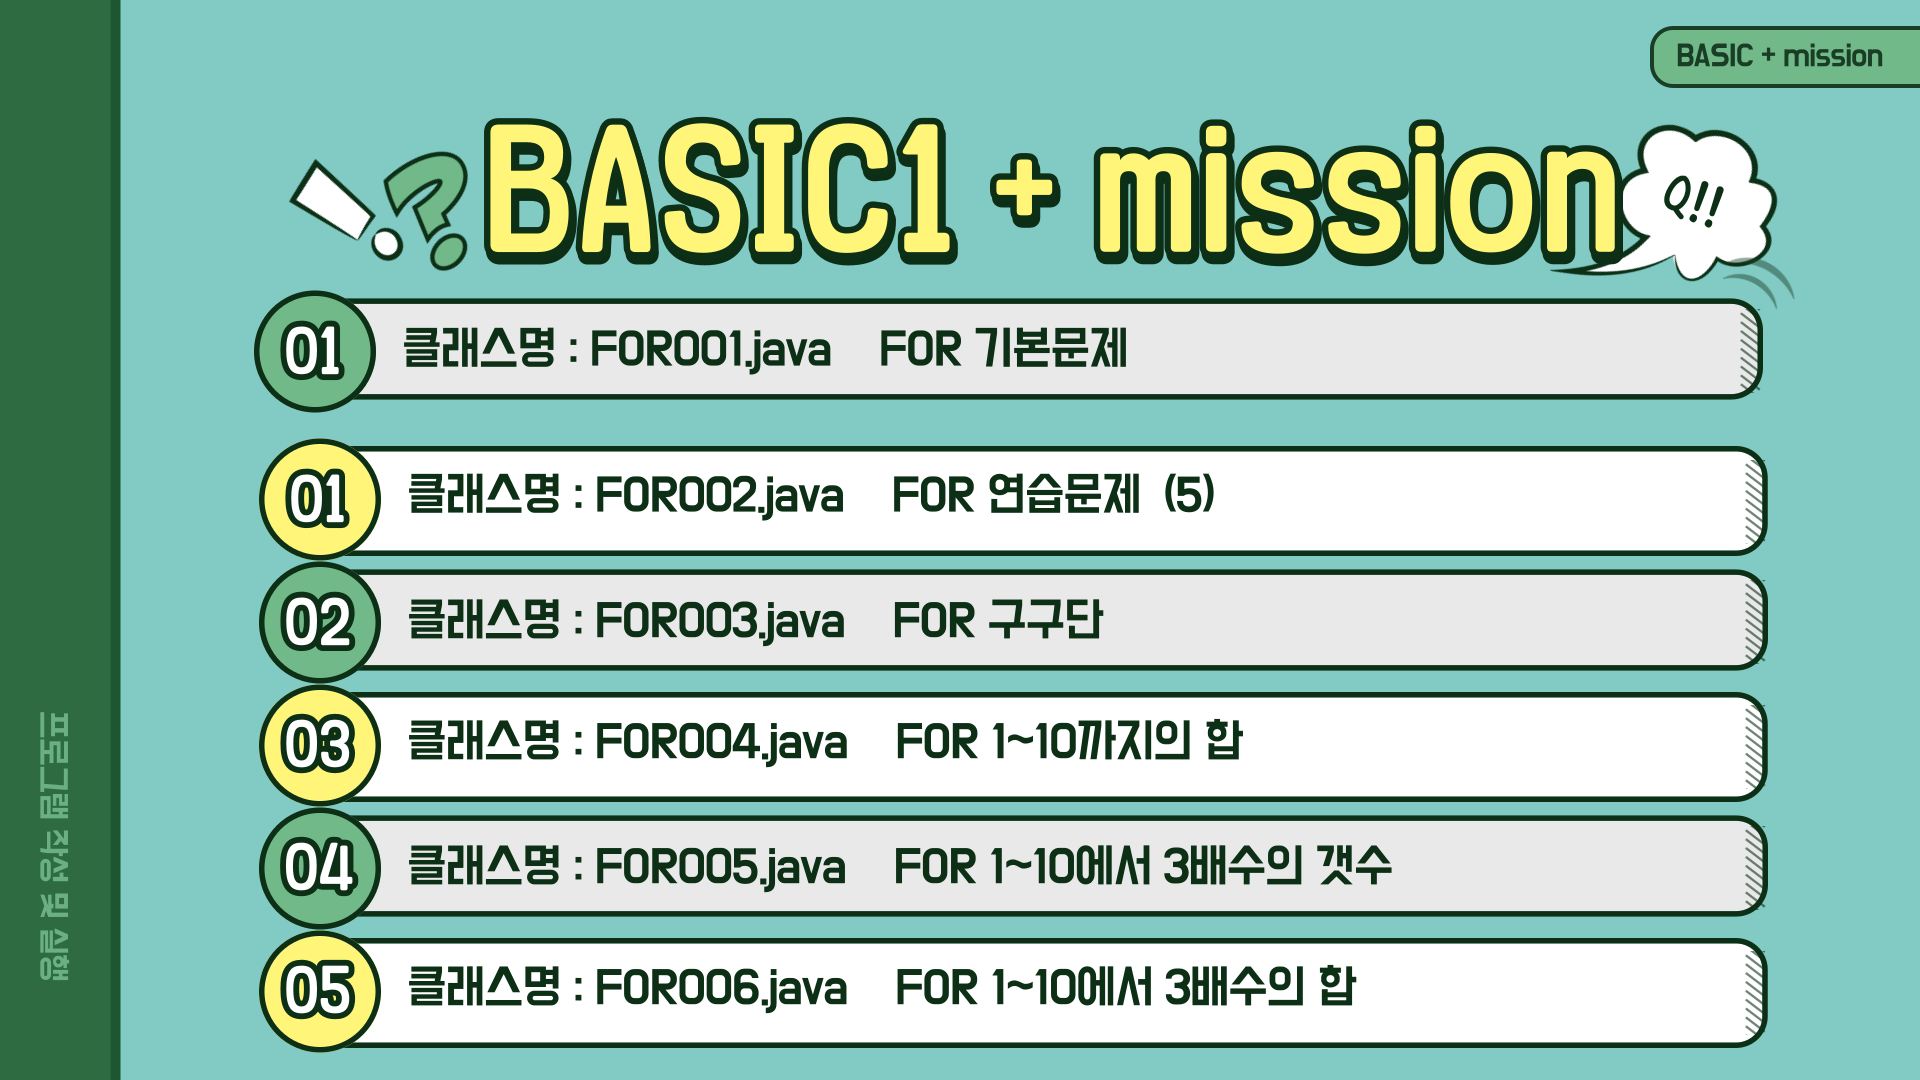 BASIC + mission
BASIC1 + mission
Q!!
01 클래스명 : FOR001.java FOR 기본문제
01 클래스명 : FOR002.java FOR 연습문제 (5)
02 클래스명 : FOR003.java FOR 구구단
03 클래스명 : FOR004.java FOR 1~10까지의 합
04 클래스명 : FOR005.java FOR 1~10에서 3배수의 갯수
05 클래스명 : FOR006.java FOR 1~10에서 3배수의 합
프로그램 작성 및 실행